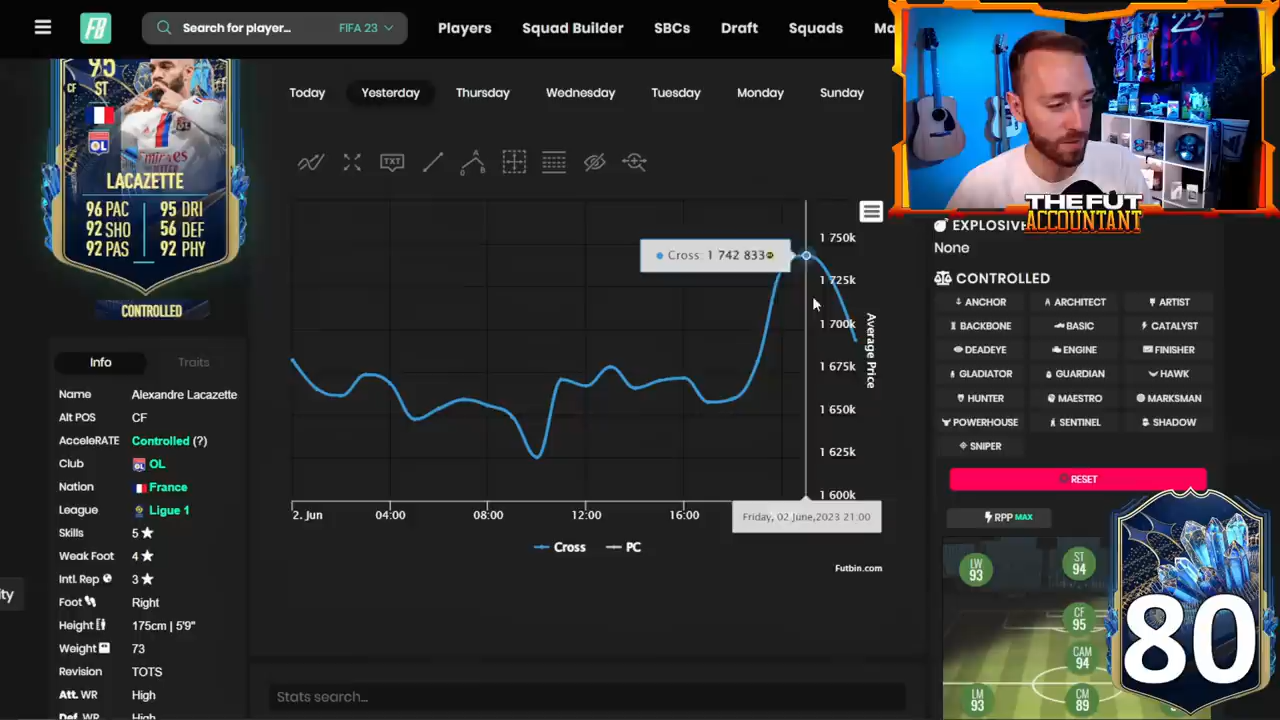 FB
Search for player...
FIFA 23
Players
Squad Builder
SBCs
Draft
Squads
95
CF
ST
LACAZETTE
96 PAC
95 DRI
92 SHO
56 DEF
92 PAS
92 PHY
CONTROLLED
Info
Traits
Name
Alexandre Lacazette
Alt POS
CF
AcceleRATE
Controlled (?)
Club
OL
Nation
France
League
Ligue 1
Skills
5 ★
Weak Foot
4 ★
Intl. Rep
3 ★
Foot
Right
Height
175cm | 5'9"
Weight
73
Revision
TOTS
Att. WR
High
Def. WR
High
Today
Yesterday
Thursday
Wednesday
Tuesday
Monday
Sunday
TXT
Cross: 1 742 833
1 750k
1 725k
1 700k
1 675k
1 650k
1 625k
1 600k
Average Price
2. Jun
04:00
08:00
12:00
16:00
Friday, 02 June,2023 21:00
Cross
PC
Futbin.com
Stats search...
THE FUT
ACCOUNTANT
EXPLOSIVE
None
CONTROLLED
ANCHOR
ARCHITECT
ARTIST
BACKBONE
BASIC
CATALYST
DEADEYE
ENGINE
FINISHER
GLADIATOR
GUARDIAN
HAWK
HUNTER
MAESTRO
MARKSMAN
POWERHOUSE
SENTINEL
SHADOW
SNIPER
RESET
RPP MAX
LW
93
ST
94
CF
95
CAM
94
LM
93
CM
89
80